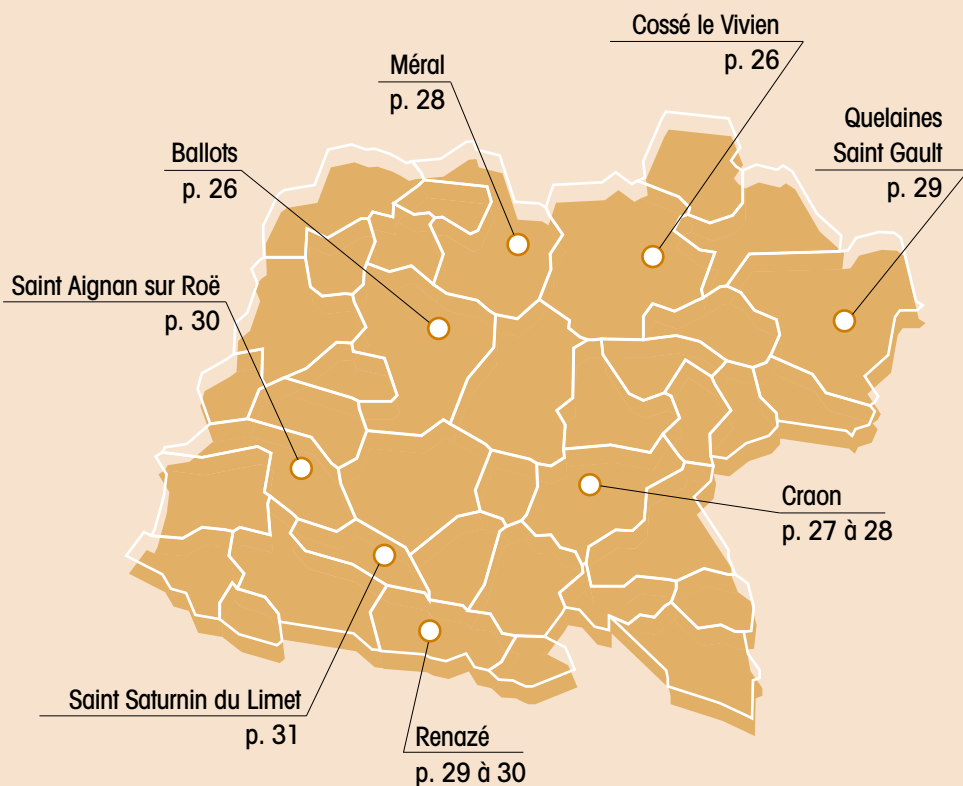 Cossé le Vivien
p. 26
Méral
p. 28
Quelaines
Saint Gault
p. 29
Ballots
p. 26
Saint Aignan sur Roë
p. 30
Craon
p. 27 à 28
Saint Saturnin du Limet
p. 31
Renazé
p. 29 à 30